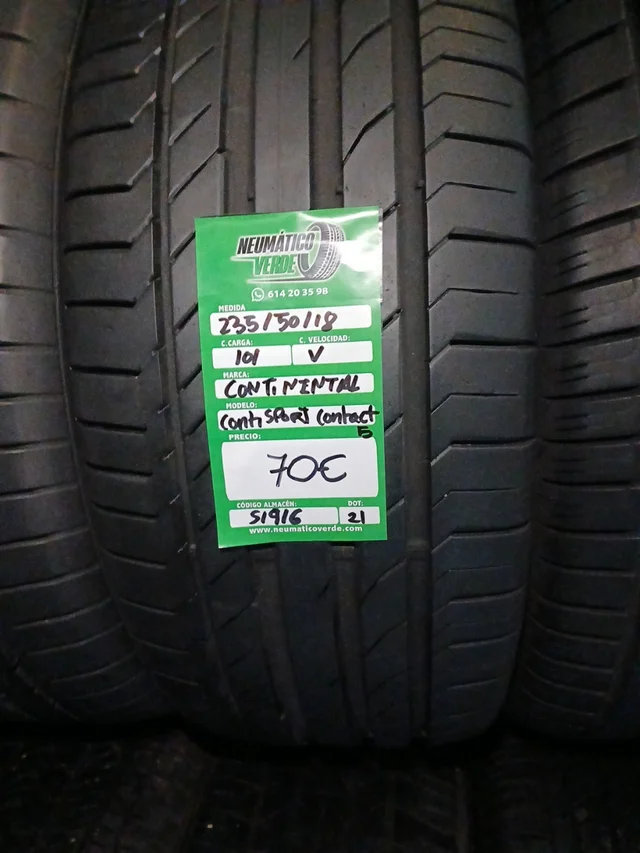 NEUMÁTICO
VERDE
614 20 35 98
MEDIDA
235/50/18
C.CARGA: C. VELOCIDAD:
101 V
MARCA:
CONTINENTAL
MODELO:
Conti SPORT Contact
5
PRECIO:
70€
CÓDIGO ALMACÉN: DOT:
S1916 21
www.neumaticoverde.com